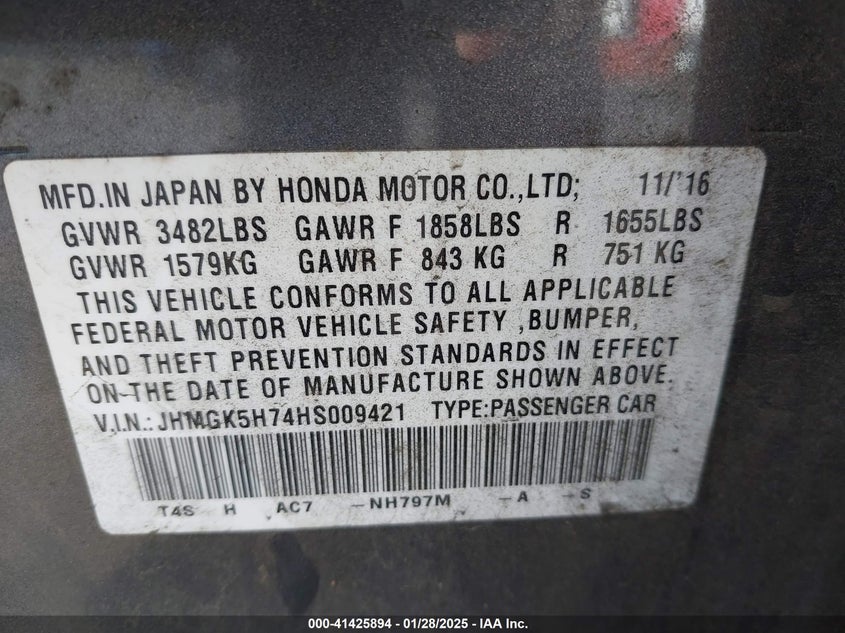 MFD.IN JAPAN BY HONDA MOTOR CO.,LTD; 11/'16
GVWR 3482LBS GAWR F 1858LBS R 1655LBS
GVWR 1579KG GAWR F 843 KG R 751 KG
THIS VEHICLE CONFORMS TO ALL APPLICABLE
FEDERAL MOTOR VEHICLE SAFETY ,BUMPER,
AND THEFT PREVENTION STANDARDS IN EFFECT
ON THE DATE OF MANUFACTURE SHOWN ABOVE.
V.I.N.: JHMGK5H74HS009421 TYPE:PASSENGER CAR
T4S H AC7 -NH797M -A -S
000-41425894 - 01/28/2025 - IAA Inc.